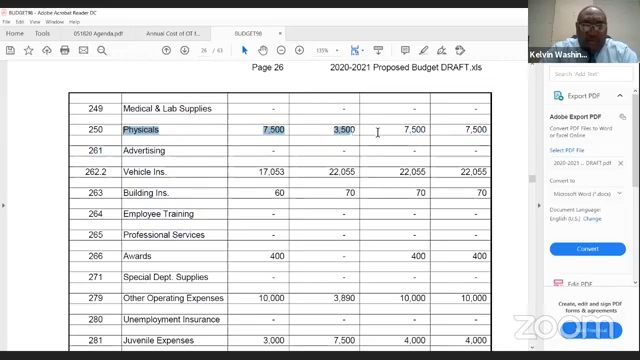 BUDGET96 - Adobe Acrobat Reader DC
File Edit View Window Help
Home Tools 051820 Agenda.pdf Annual Cost of OT f... BUDGET96
26 / 63 135%
Page 26 2020-2021 Proposed Budget DRAFT.xls
249 Medical & Lab Supplies - - - -
250 Physicals 7,500 3,500 7,500 7,500
261 Advertising - - - -
262.2 Vehicle Ins. 17,053 22,055 22,055 22,055
263 Building Ins. 60 70 70 70
264 Employee Training - - - -
265 Professional Services - - - -
266 Awards 400 - 400 400
271 Special Dept. Supplies - - - -
279 Other Operating Expenses 10,000 3,890 10,000 10,000
280 Unemployment Insurance - - - -
281 Juvenile Expenses 3,000 7,500 4,000 4,000
Kelvin Washin...
Search 'Add Text'
Export PDF
Adobe Export PDF
Convert PDF Files to Word or Excel Online
Select PDF File
2020-2021 ... DRAFT.pdf
Convert to
Microsoft Word (*.docx)
Document Language:
English (U.S.) Change
Convert
Edit PDF
Create, edit and sign PDF forms & agreements
zoom